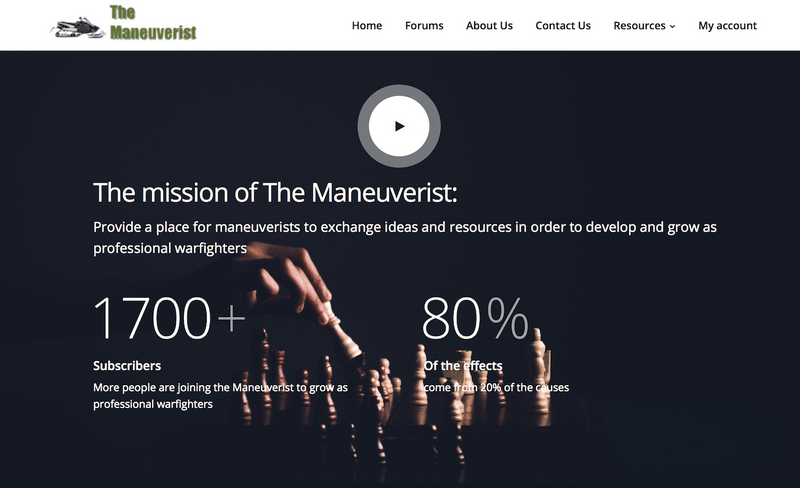 The
Maneuverist
Home Forums About Us Contact Us Resources My account
The mission of The Maneuverist:
Provide a place for maneuverists to exchange ideas and resources in order to develop and grow as
professional warfighters
1700+
Subscribers
More people are joining the Maneuverist to grow as
professional warfighters
80%
Of the effects
come from 20% of the causes